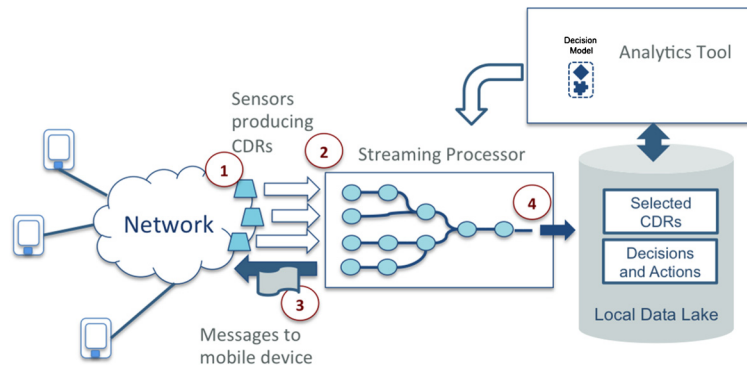 Decision
Model
Analytics Tool
Sensors
producing
CDRs
1
2
Streaming Processor
4
Network
Selected
CDRs
Decisions
and Actions
3
Local Data Lake
Messages to
mobile device